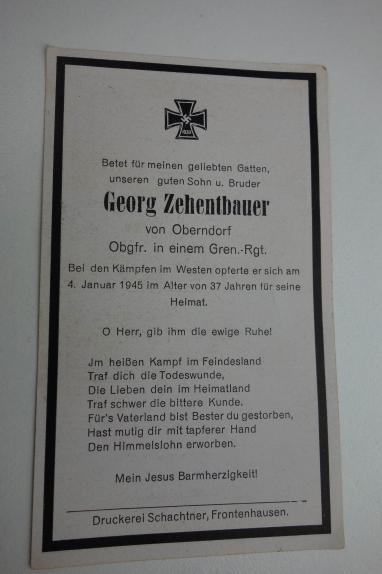 1939
Betet für meinen geliebten Gatten,
unseren guten Sohn u. Bruder
Georg Zehentbauer
von Oberndorf
Obgfr. in einem Gren.-Rgt.
Bei den Kämpfen im Westen opferte er sich am
4. Januar 1945 im Alter von 37 Jahren für seine
Heimat.
O Herr, gib ihm die ewige Ruhe!
Jm heißen Kampf im Feindesland
Traf dich die Todeswunde,
Die Lieben dein im Heimatland
Traf schwer die bittere Kunde.
Für's Vaterland bist Bester du gestorben,
Hast mutig dir mit tapferer Hand
Den Himmelslohn erworben.
Mein Jesus Barmherzigkeit!
Druckerei Schachtner, Frontenhausen.